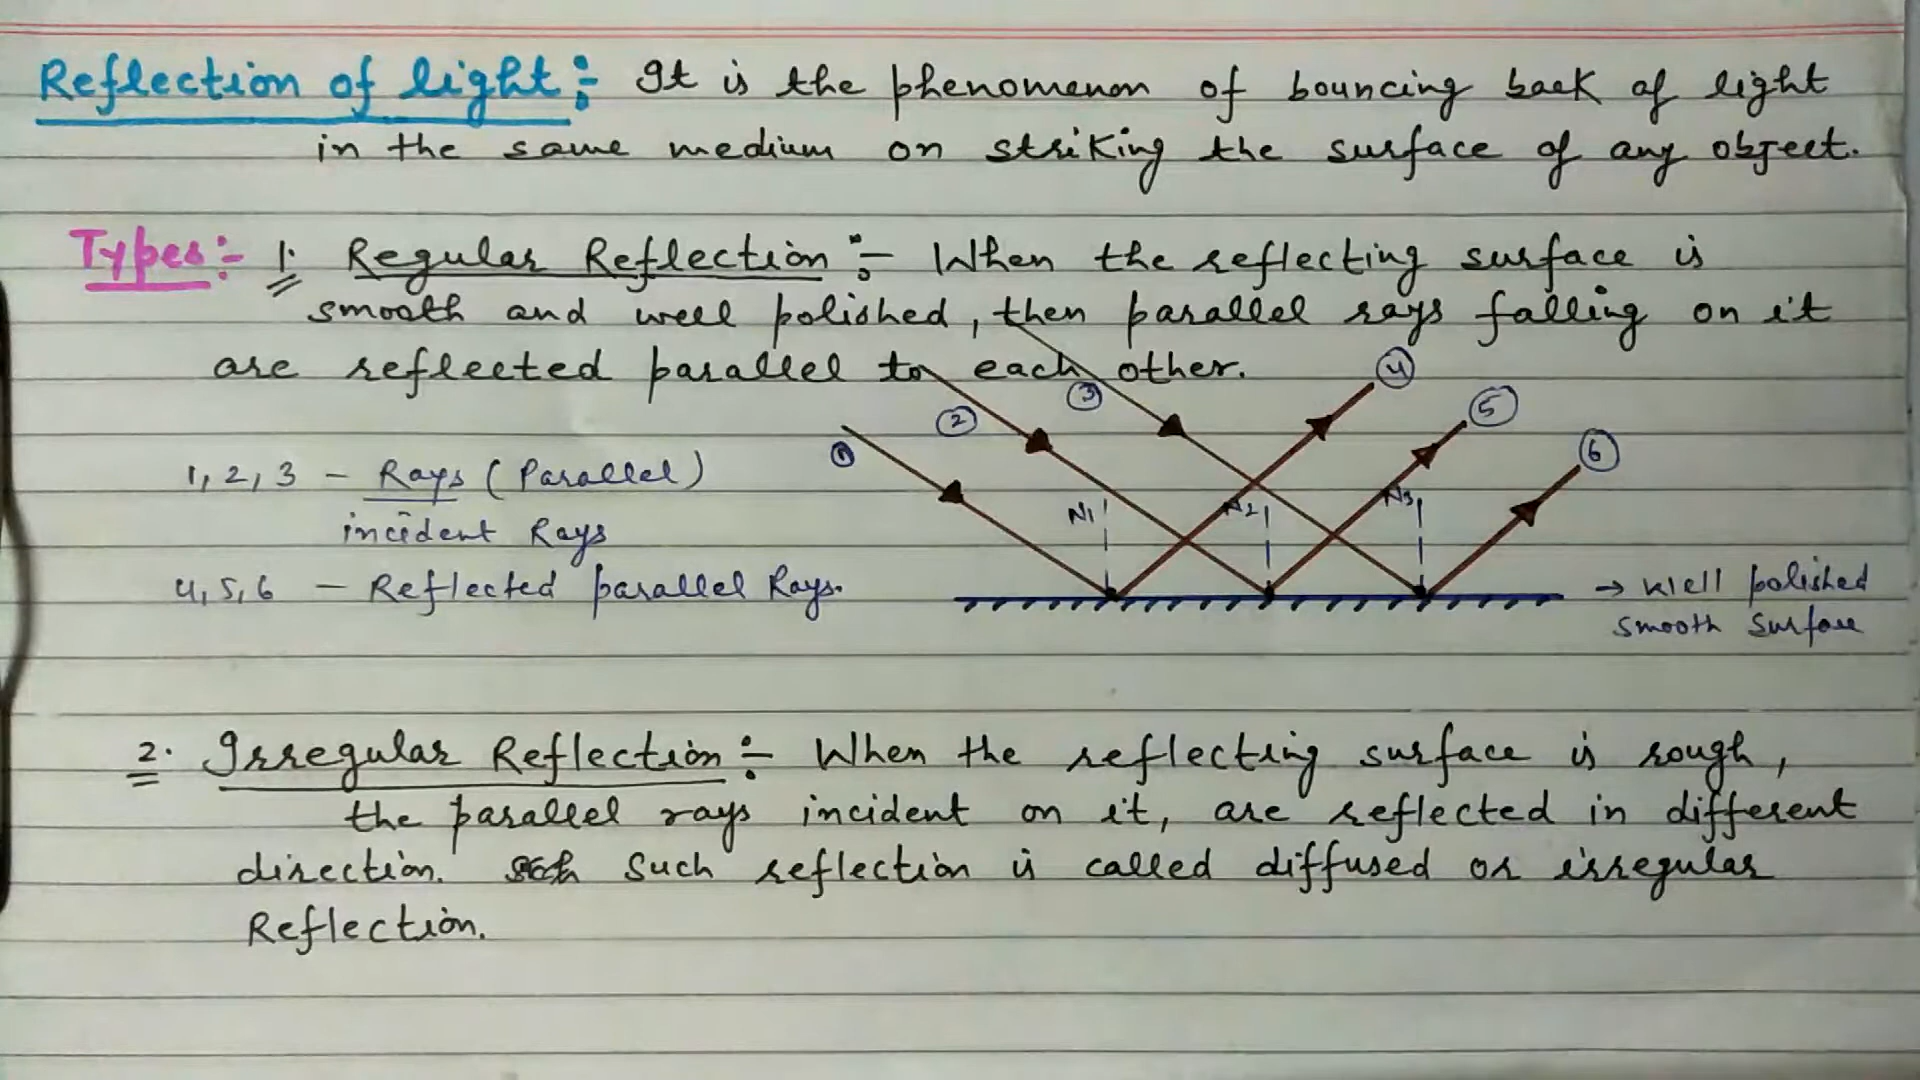 Reflection of light :- It is the phenomenon of bouncing back of light
in the same medium on striking the surface of any object.
Types:- 1. Regular Reflection :- When the reflecting surface is
smooth and well polished, then parallel rays falling on it
are reflected parallel to each other.
4
3
5
2
1
6
1, 2, 3 - Rays (Parallel)
N1
N2
N3
incident Rays
4, 5, 6 - Reflected parallel Rays.
→ Well polished
smooth surface
2. Irregular Reflection :- When the reflecting surface is rough,
the parallel rays incident on it, are reflected in different
direction. Such reflection is called diffused or irregular
Reflection.